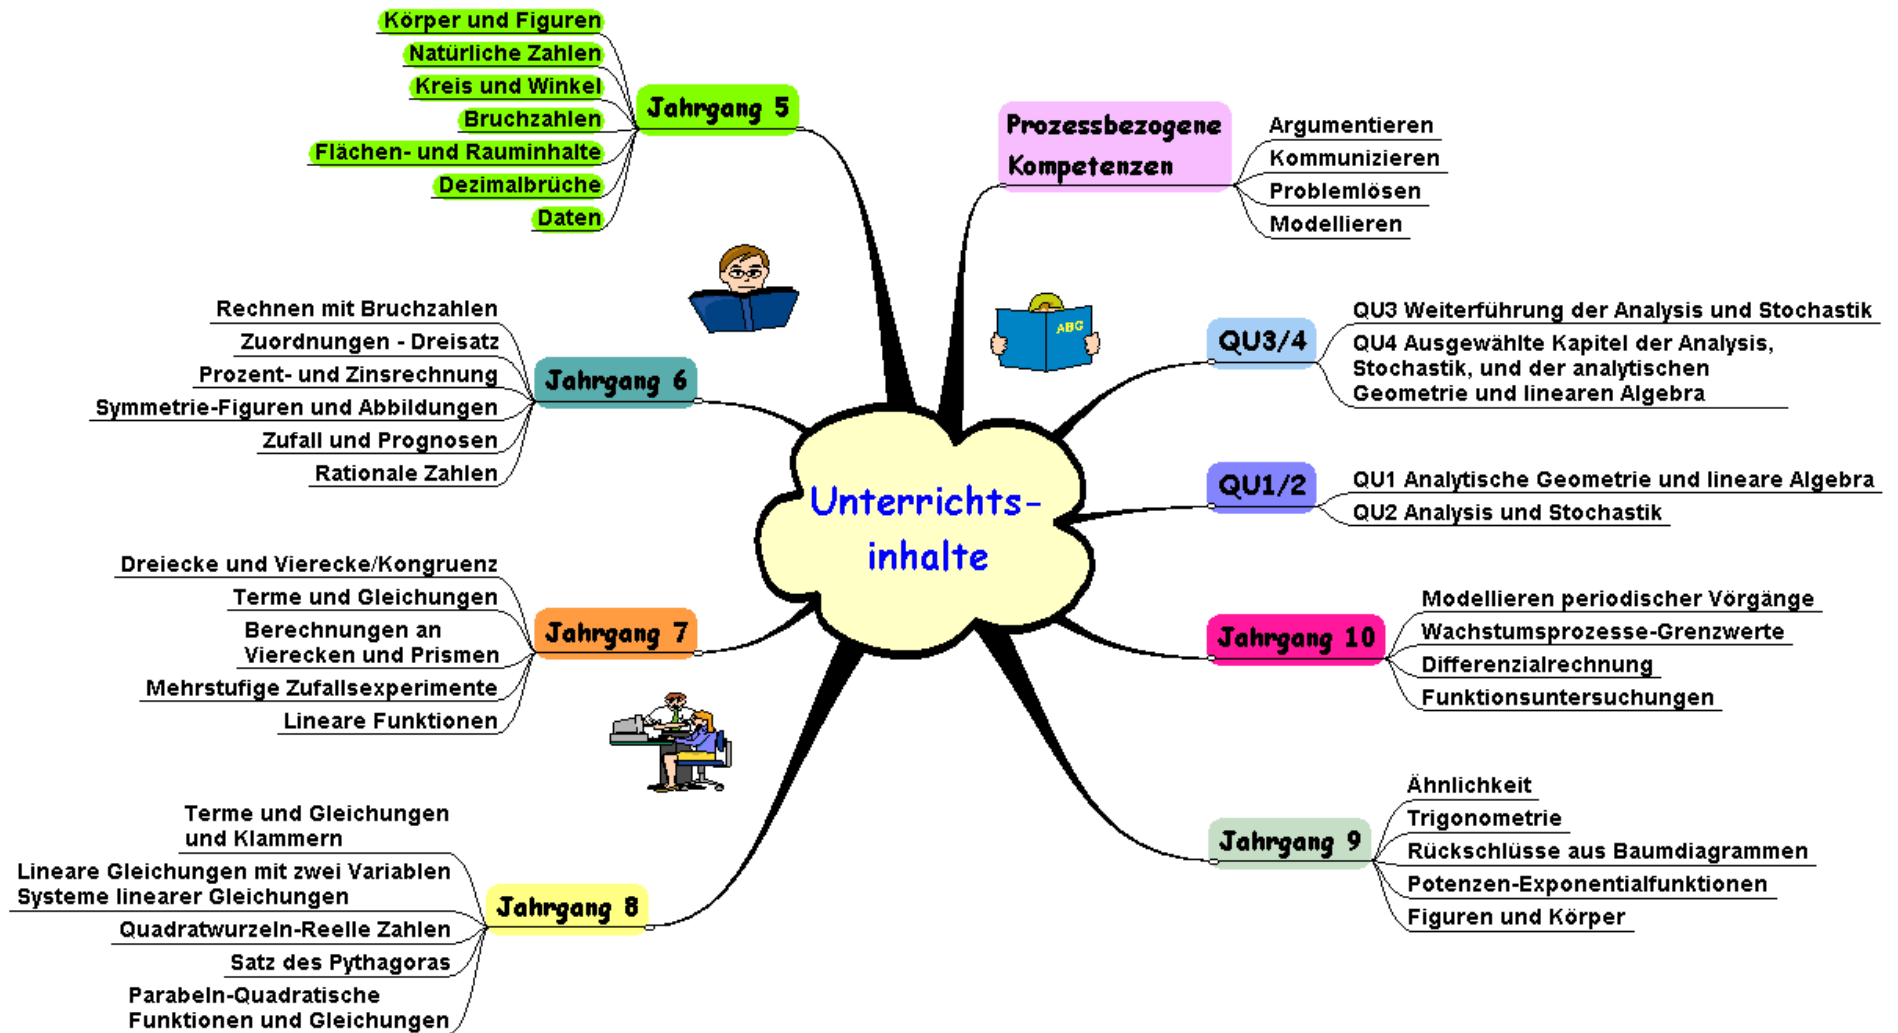 Unterrichts-
inhalte
Jahrgang 5
Körper und Figuren
Natürliche Zahlen
Kreis und Winkel
Bruchzahlen
Flächen- und Rauminhalte
Dezimalbrüche
Daten
Jahrgang 6
Rechnen mit Bruchzahlen
Zuordnungen - Dreisatz
Prozent- und Zinsrechnung
Symmetrie-Figuren und Abbildungen
Zufall und Prognosen
Rationale Zahlen
Jahrgang 7
Dreiecke und Vierecke/Kongruenz
Terme und Gleichungen
Berechnungen an
Vierecken und Prismen
Mehrstufige Zufallsexperimente
Lineare Funktionen
Jahrgang 8
Terme und Gleichungen
und Klammern
Lineare Gleichungen mit zwei Variablen
Systeme linearer Gleichungen
Quadratwurzeln-Reelle Zahlen
Satz des Pythagoras
Parabeln-Quadratische
Funktionen und Gleichungen
Prozessbezogene
Kompetenzen
Argumentieren
Kommunizieren
Problemlösen
Modellieren
ABC
QU3/4
QU3 Weiterführung der Analysis und Stochastik
QU4 Ausgewählte Kapitel der Analysis,
Stochastik, und der analytischen
Geometrie und linearen Algebra
QU1/2
QU1 Analytische Geometrie und lineare Algebra
QU2 Analysis und Stochastik
Jahrgang 10
Modellieren periodischer Vörgänge
Wachstumsprozesse-Grenzwerte
Differenzialrechnung
Funktionsuntersuchungen
Jahrgang 9
Ähnlichkeit
Trigonometrie
Rückschlüsse aus Baumdiagrammen
Potenzen-Exponentialfunktionen
Figuren und Körper